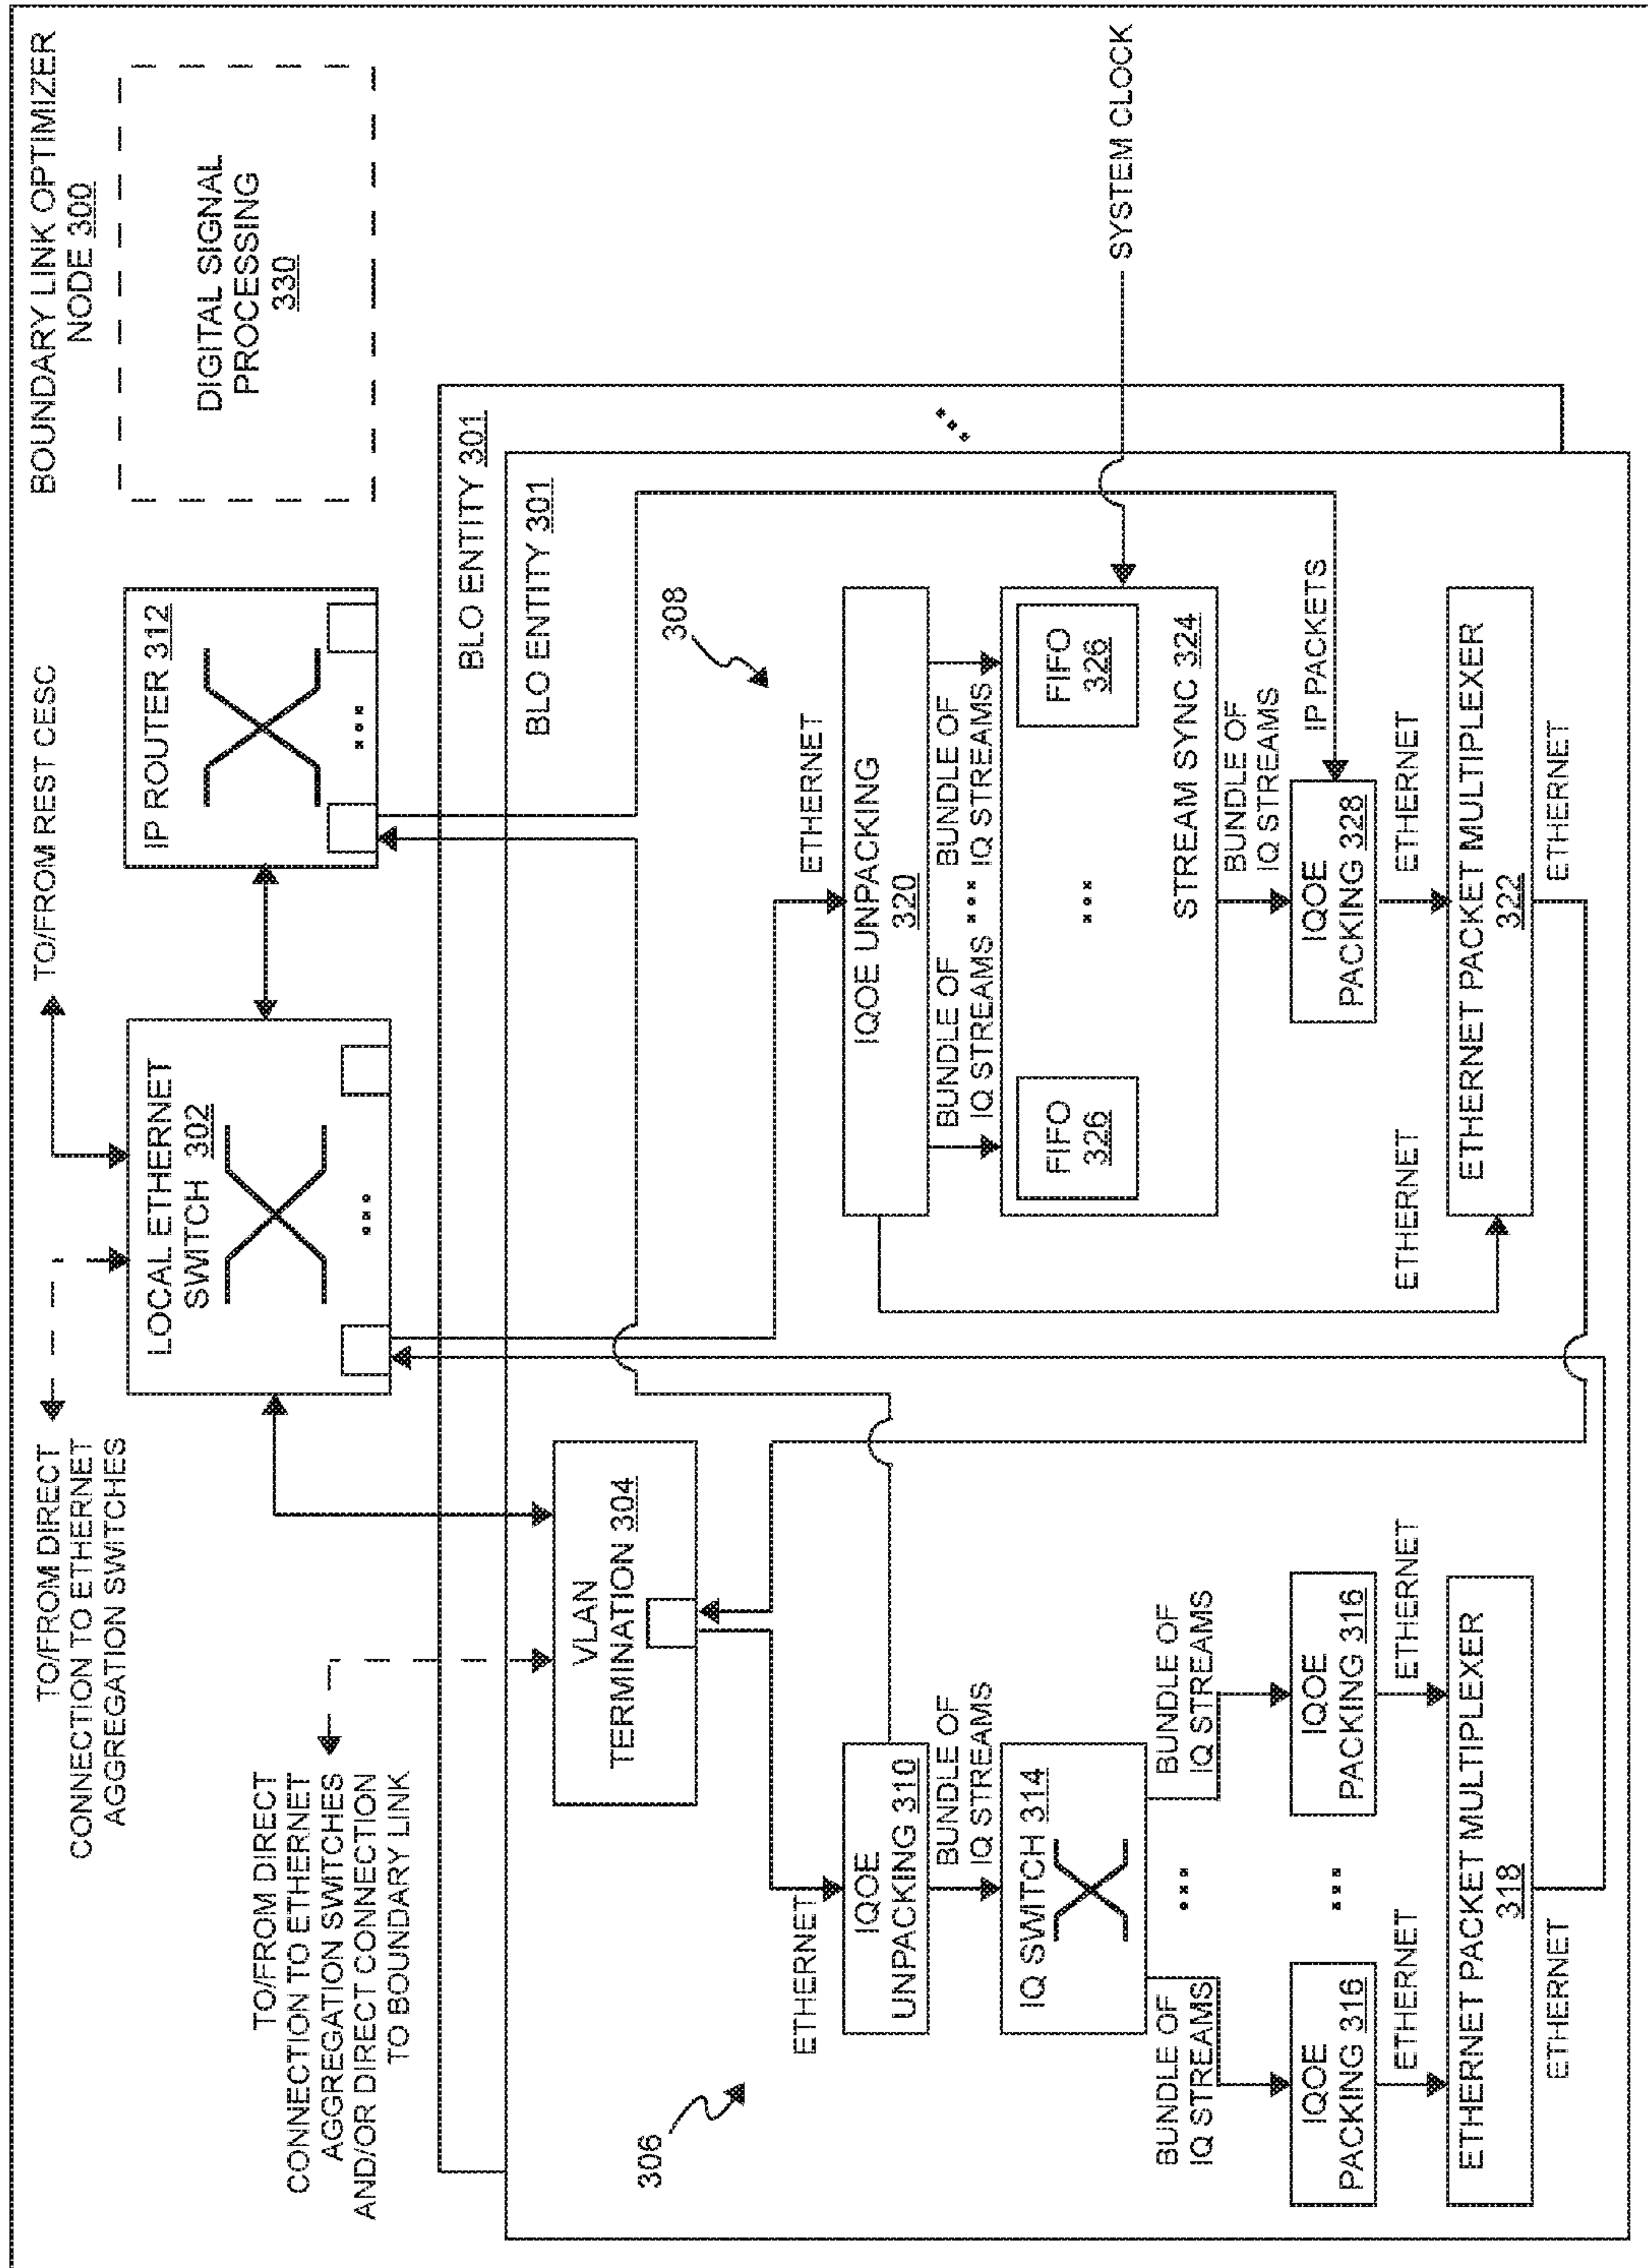 BOUNDARY LINK OPTIMIZER
NODE 300
DIGITAL SIGNAL
PROCESSING
330
TO/FROM REST CESC
TO/FROM DIRECT
CONNECTION TO ETHERNET
AGGREGATION SWITCHES
LOCAL ETHERNET
SWITCH 302
IP ROUTER 312
TO/FROM DIRECT
CONNECTION TO ETHERNET
AGGREGATION SWITCHES
AND/OR DIRECT CONNECTION
TO BOUNDARY LINK
VLAN
TERMINATION 304
BLO ENTITY 301
BLO ENTITY 301
306
ETHERNET
IQOE
UNPACKING 310
BUNDLE OF
IQ STREAMS
IQ SWITCH 314
BUNDLE OF
IQ STREAMS
BUNDLE OF
IQ STREAMS
IQOE
PACKING 316
IQOE
PACKING 316
ETHERNET
ETHERNET
ETHERNET PACKET MULTIPLEXER
318
ETHERNET
308
ETHERNET
IQOE UNPACKING
320
BUNDLE OF
IQ STREAMS
BUNDLE OF
IQ STREAMS
FIFO
326
FIFO
326
STREAM SYNC 324
SYSTEM CLOCK
BUNDLE OF
IQ STREAMS
IP PACKETS
IQOE
PACKING 328
ETHERNET
ETHERNET
ETHERNET PACKET MULTIPLEXER
322
ETHERNET